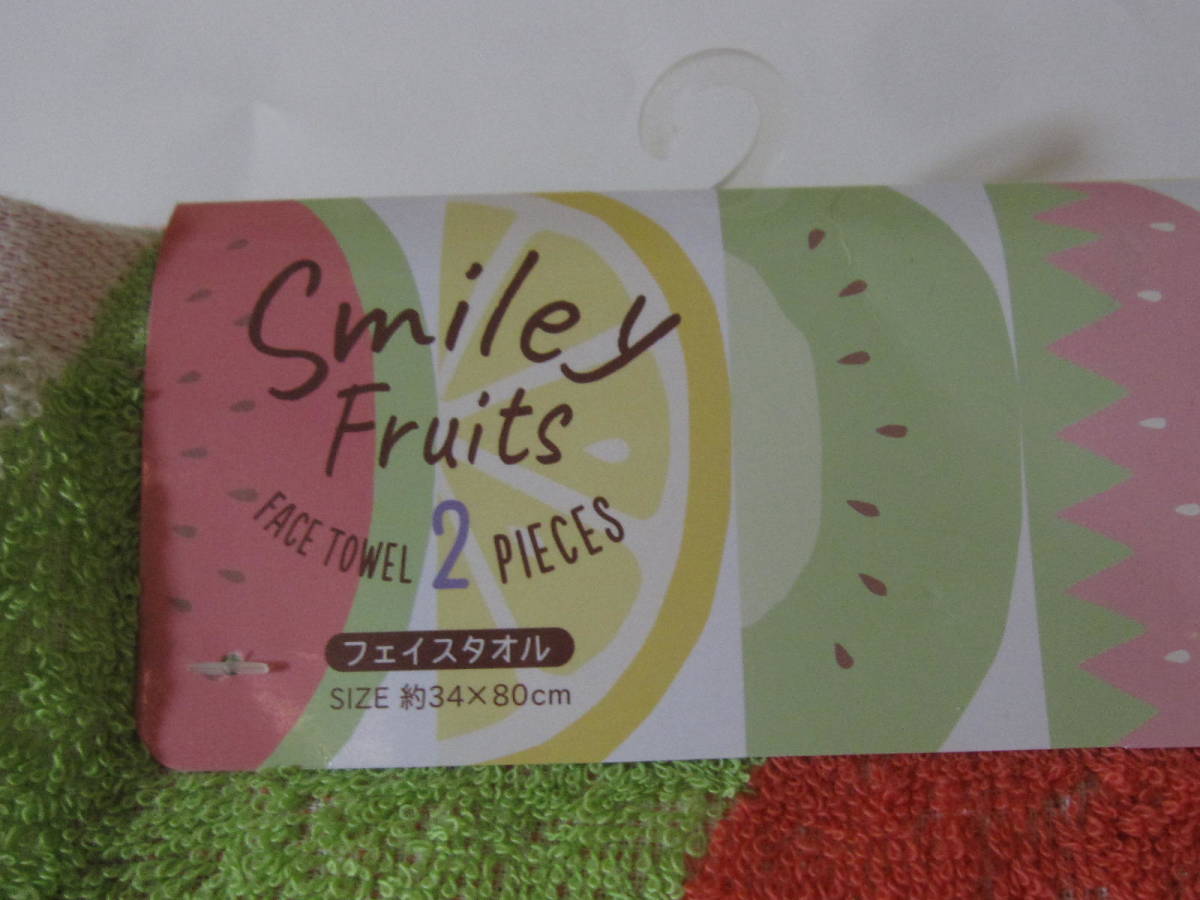 Smiley
Fruits
FACE TOWEL 2 PIECES
フェイスタオル
SIZE 約34×80cm